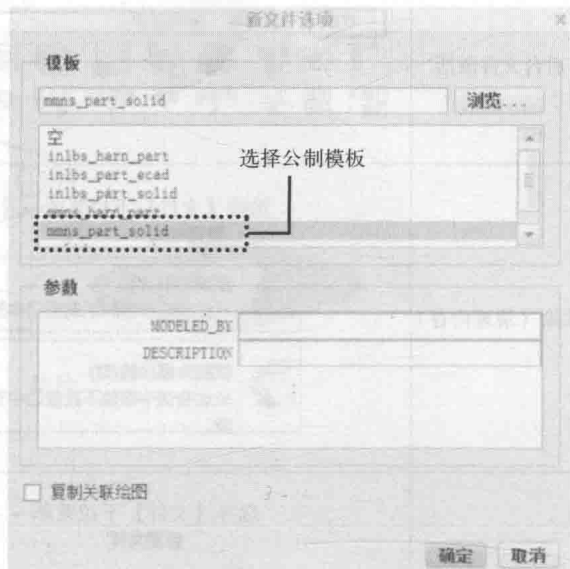 新文件选项
模板
mmns_part_solid
浏览...
空
inlbs_harn_part
inlbs_part_ecad
选择公制模板
inlbs_part_solid
mmns_harn_part
mmns_part_solid
参数
MODELED_BY
DESCRIPTION
复制关联绘图
确定
取消